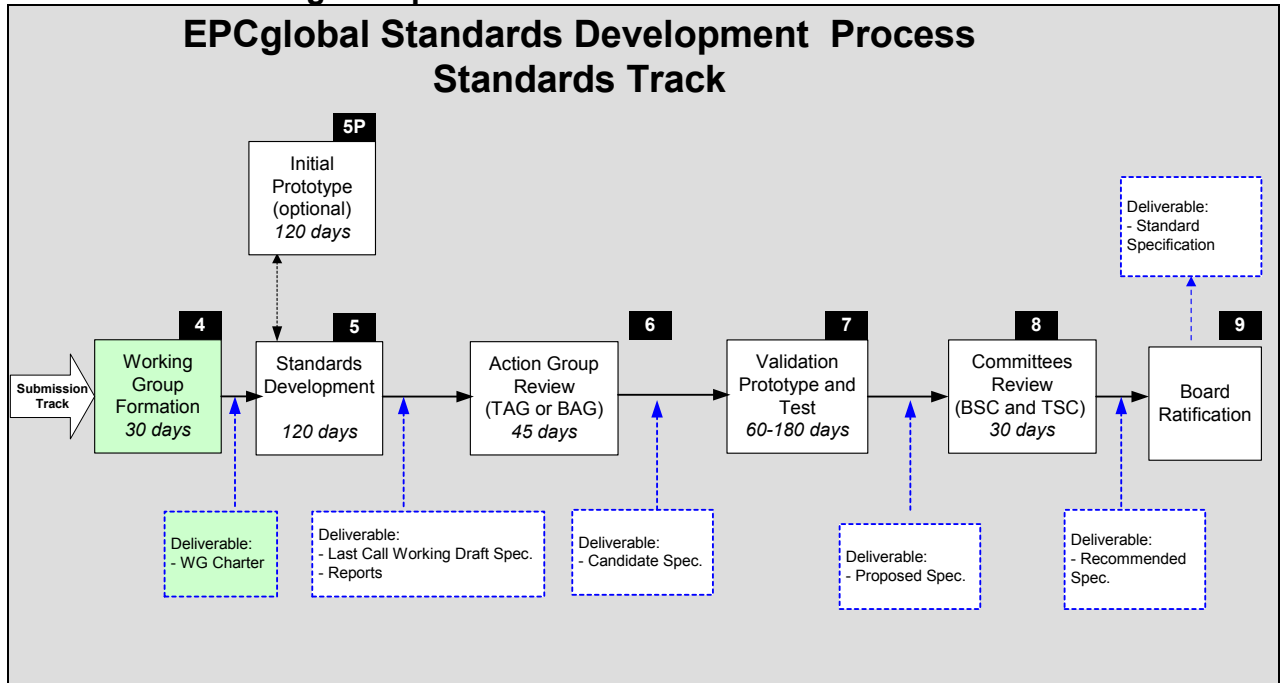 EPCglobal Standards Development Process
Standards Track
5P
Initial
Prototype
(optional)
120 days
Deliverable:
- Standard
Specification
Submission
Track
4
Working
Group
Formation
30 days
5
Standards
Development
120 days
6
Action Group
Review
(TAG or BAG)
45 days
7
Validation
Prototype and
Test
60-180 days
8
Committees
Review
(BSC and TSC)
30 days
9
Board
Ratification
Deliverable:
- WG Charter
Deliverable:
- Last Call Working Draft Spec.
- Reports
Deliverable:
- Candidate Spec.
Deliverable:
- Proposed Spec.
Deliverable:
- Recommended
Spec.